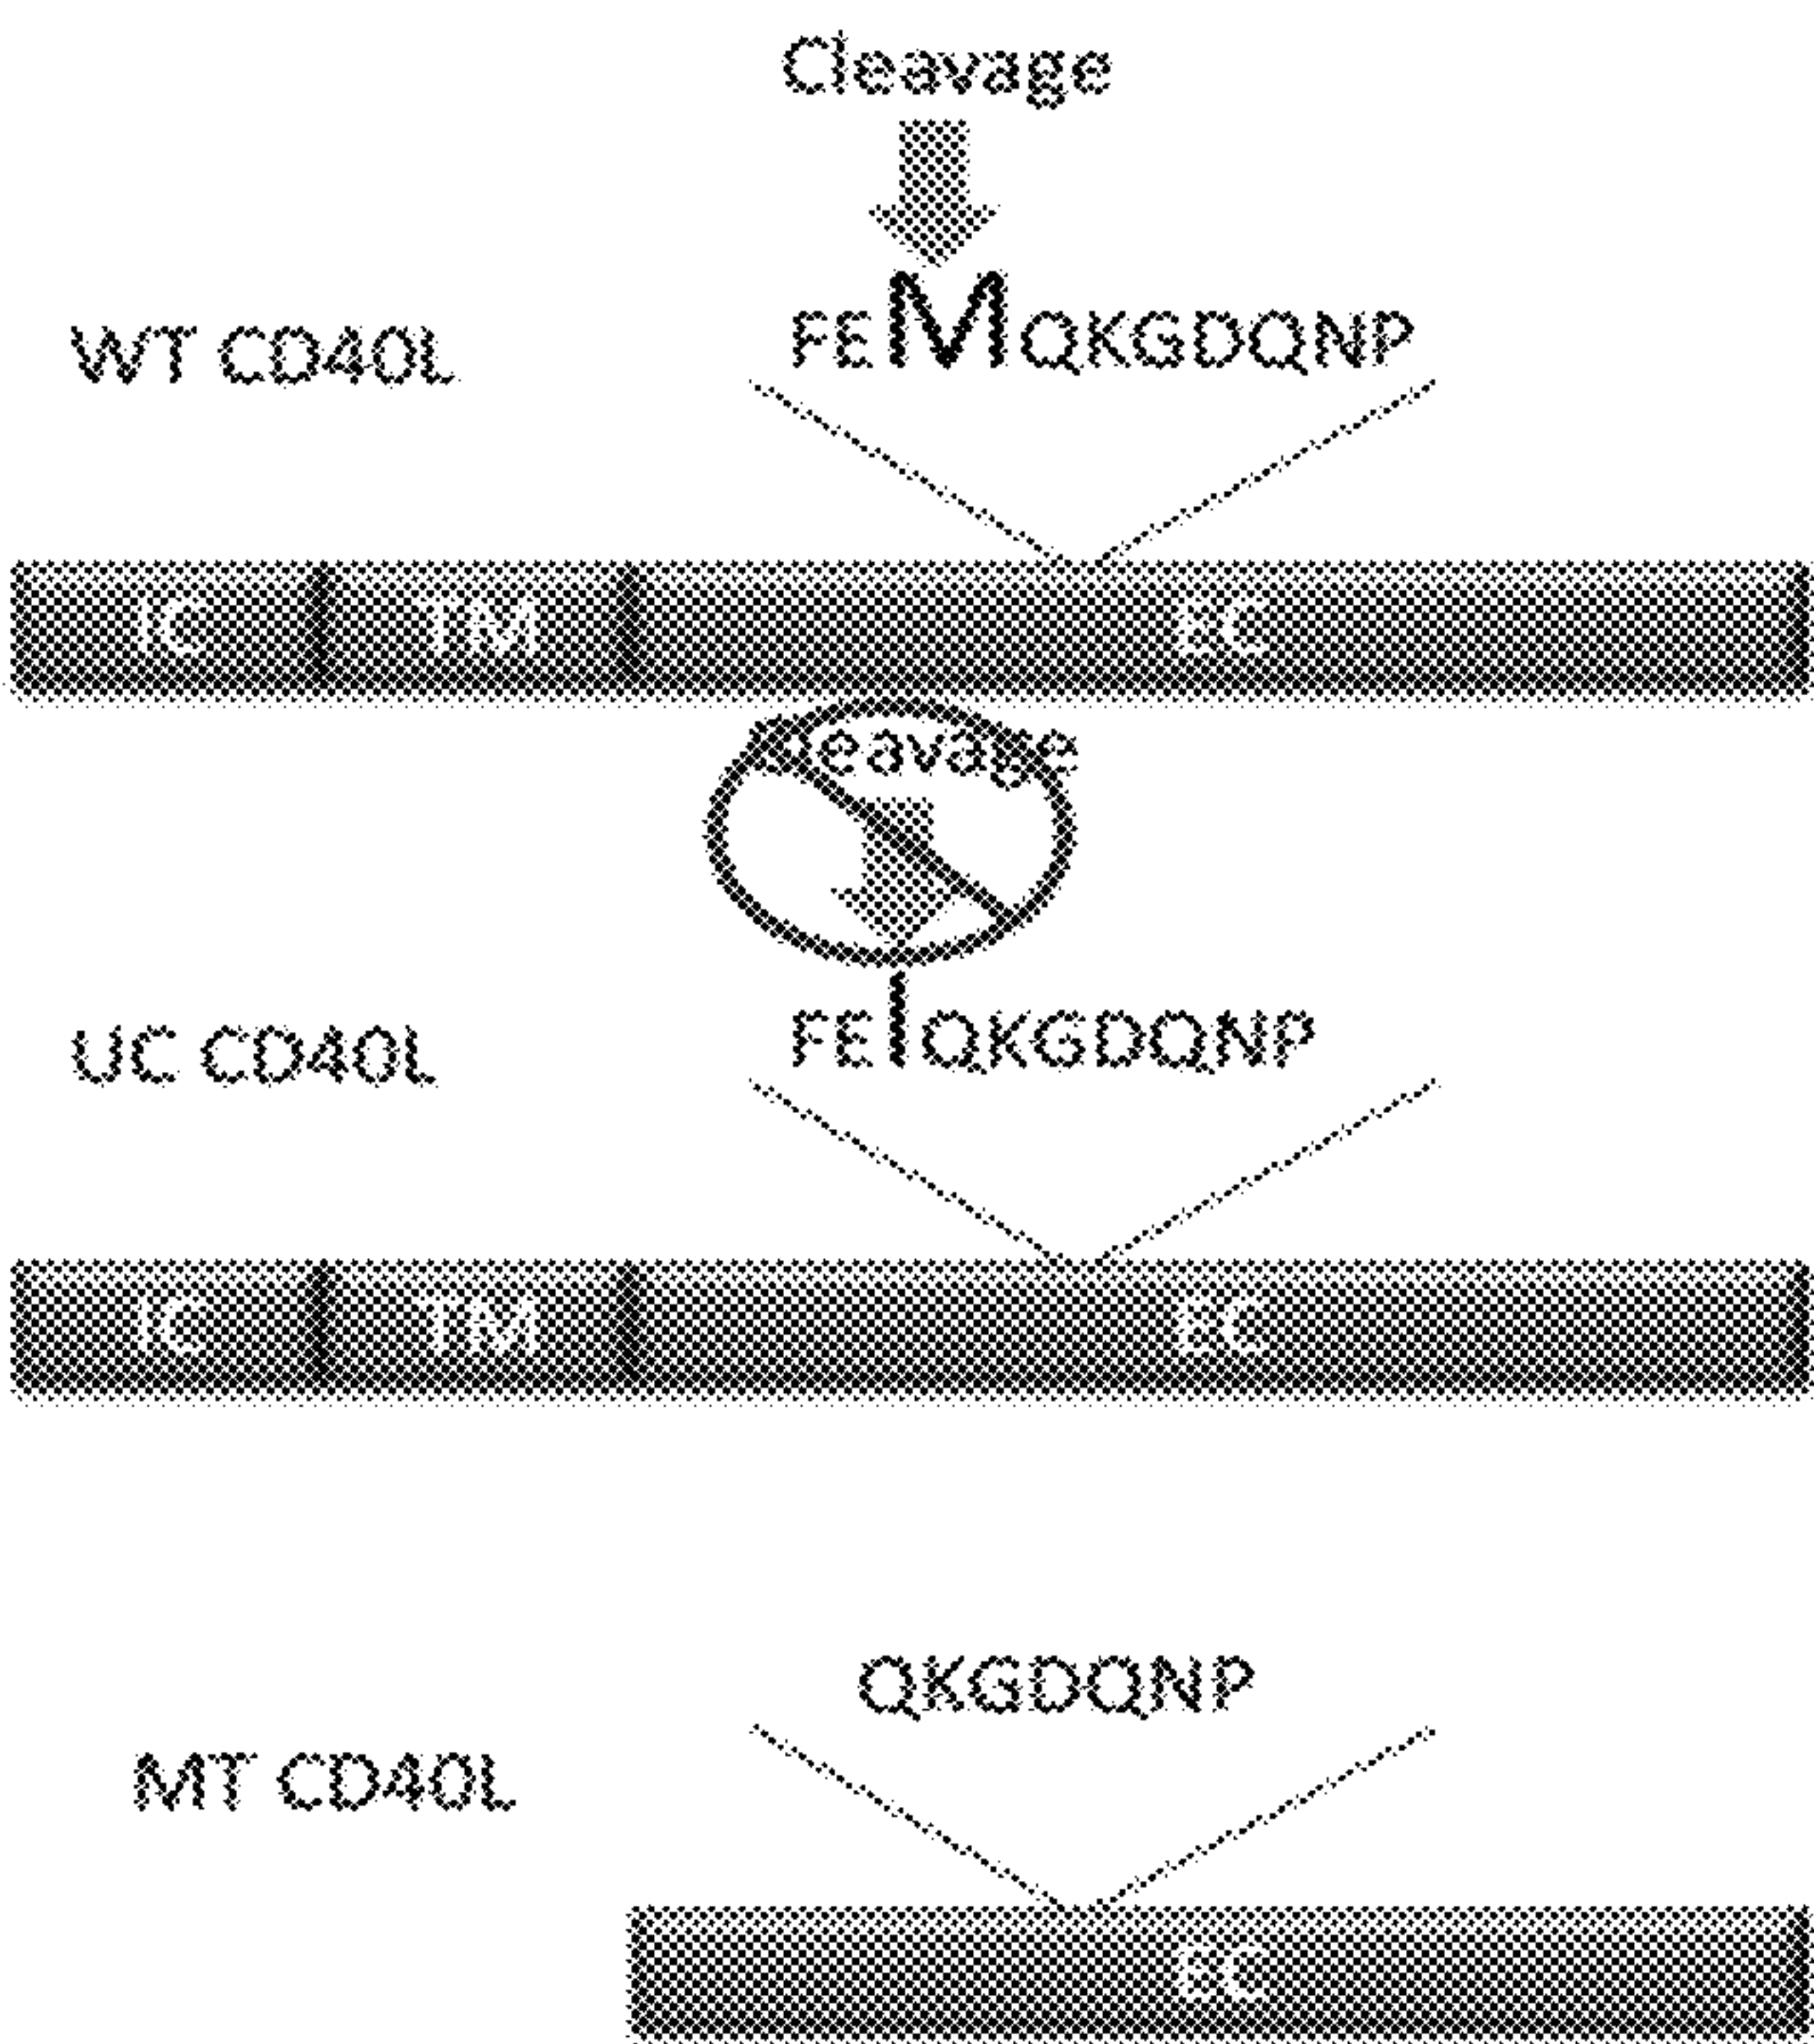 Cleavage
WT CD40L FEMQKGDQNP
IC TM EC
Cleavage
UC CD40L FEIQKGDQNP
IC TM EC
QKGDQNP
MT CD40L
EC